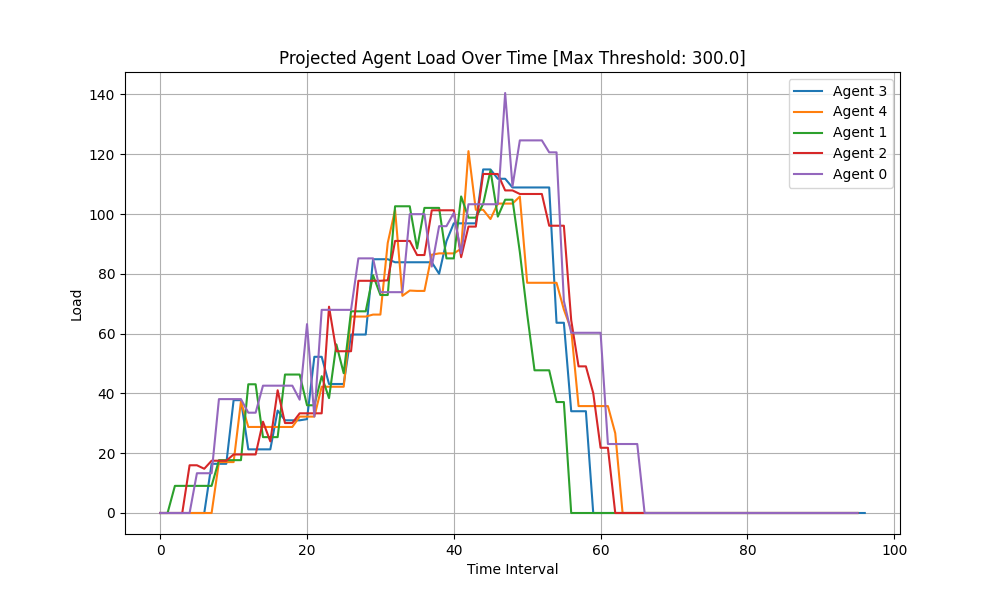 Projected Agent Load Over Time [Max Threshold: 300.0]
Load
140
120
100
80
60
40
20
0
Agent 3
Agent 4
Agent 1
Agent 2
Agent 0
0 20 40 60 80 100
Time Interval